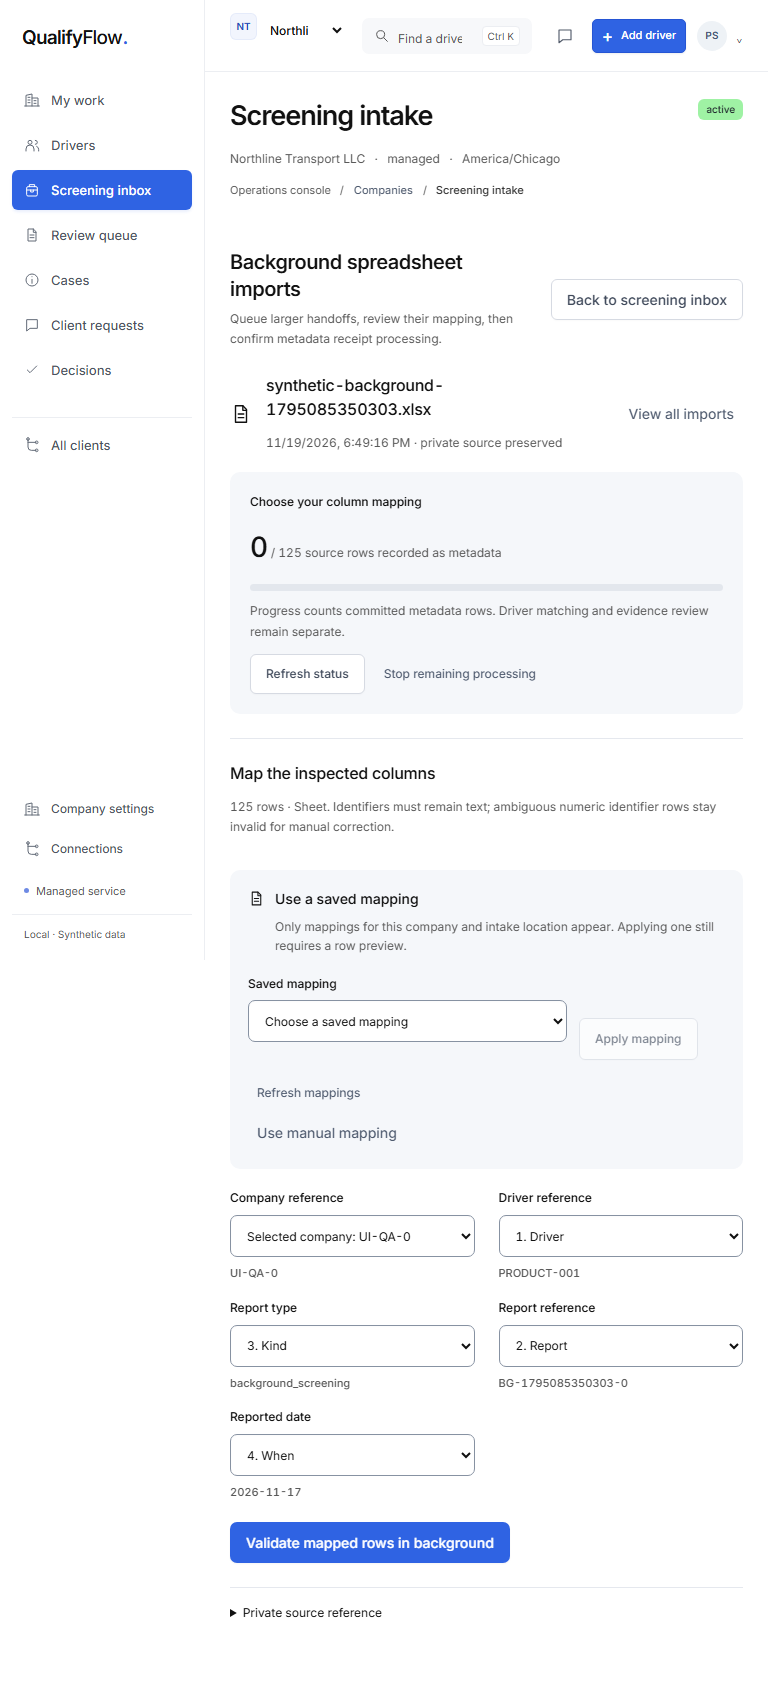 QualifyFlow.
My work
Drivers
Screening inbox
Review queue
Cases
Client requests
Decisions
All clients
Company settings
Connections
Managed service
Local · Synthetic data
NT
Northli
Find a drive
Ctrl K
+ Add driver
PS
Screening intake
active
Northline Transport LLC · managed · America/Chicago
Operations console / Companies / Screening intake
Background spreadsheet
imports
Queue larger handoffs, review their mapping, then
confirm metadata receipt processing.
Back to screening inbox
synthetic-background-
1795085350303.xlsx
11/19/2026, 6:49:16 PM · private source preserved
View all imports
Choose your column mapping
0 / 125 source rows recorded as metadata
Progress counts committed metadata rows. Driver matching and evidence review
remain separate.
Refresh status
Stop remaining processing
Map the inspected columns
125 rows · Sheet. Identifiers must remain text; ambiguous numeric identifier rows stay
invalid for manual correction.
Use a saved mapping
Only mappings for this company and intake location appear. Applying one still
requires a row preview.
Saved mapping
Choose a saved mapping
Apply mapping
Refresh mappings
Use manual mapping
Company reference
Selected company: UI-QA-0
UI-QA-0
Driver reference
1. Driver
PRODUCT-001
Report type
3. Kind
background_screening
Report reference
2. Report
BG-1795085350303-0
Reported date
4. When
2026-11-17
Validate mapped rows in background
Private source reference